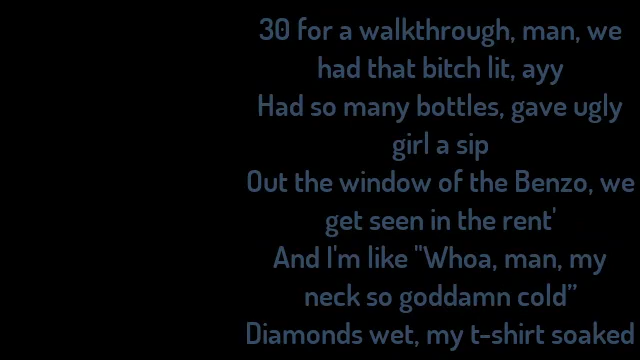 30 for a walkthrough, man, we
had that bitch lit, ayy
Had so many bottles, gave ugly
girl a sip
Out the window of the Benzo, we
get seen in the rent'
And I'm like "Whoa, man, my
neck so goddamn cold”
Diamonds wet, my t-shirt soaked